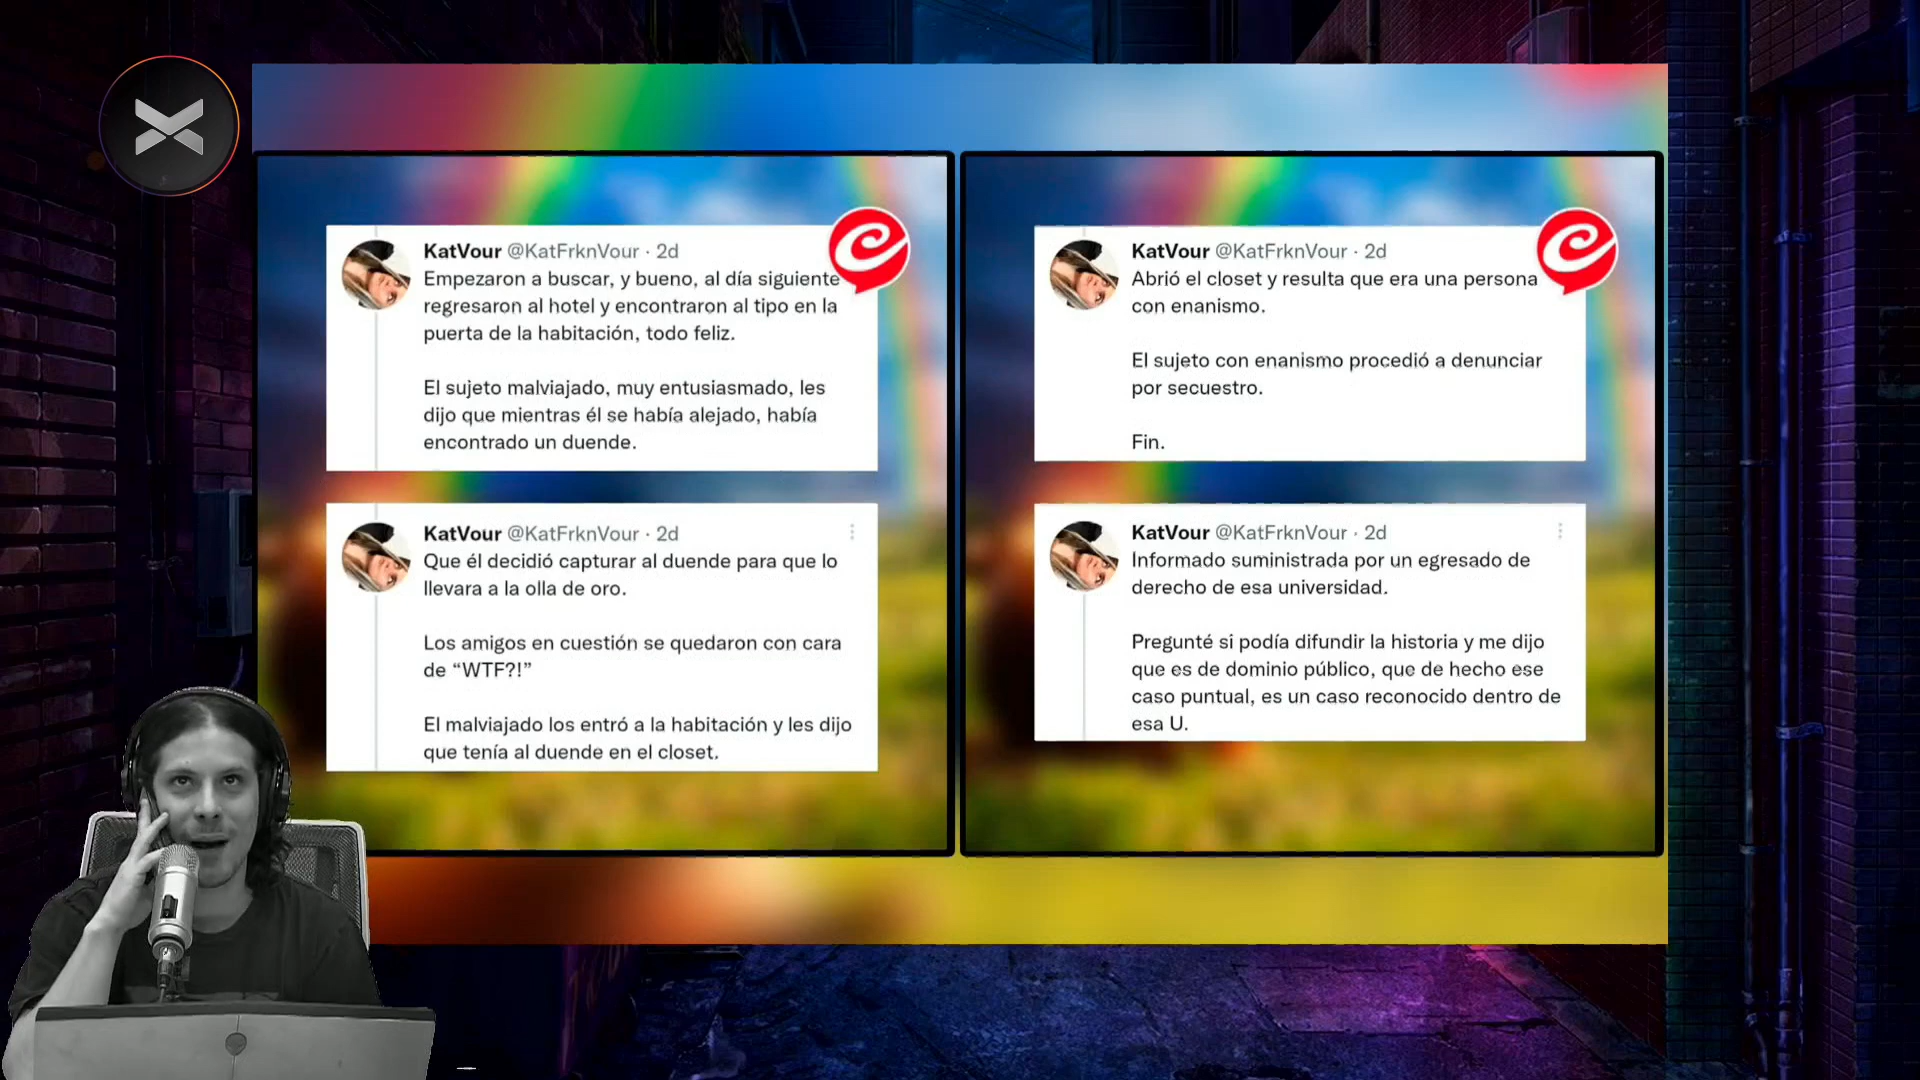 KatVour @KatFrknVour · 2d
Empezaron a buscar, y bueno, al día siguiente
regresaron al hotel y encontraron al tipo en la
puerta de la habitación, todo feliz.
El sujeto malviajado, muy entusiasmado, les
dijo que mientras él se había alejado, había
encontrado un duende.
KatVour @KatFrknVour · 2d
Que él decidió capturar al duende para que lo
llevara a la olla de oro.
Los amigos en cuestión se quedaron con cara
de “WTF?!”
El malviajado los entró a la habitación y les dijo
que tenía al duende en el closet.
KatVour @KatFrknVour · 2d
Abrió el closet y resulta que era una persona
con enanismo.
El sujeto con enanismo procedió a denunciar
por secuestro.
Fin.
KatVour @KatFrknVour · 2d
Informado suministrada por un egresado de
derecho de esa universidad.
Pregunté si podía difundir la historia y me dijo
que es de dominio público, que de hecho ese
caso puntual, es un caso reconocido dentro de
esa U.